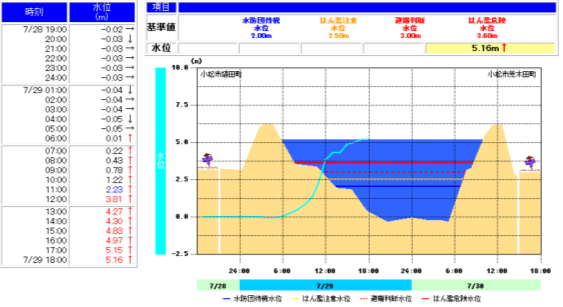 時刻 水位(m)
7/28 19:00 -0.02 →
20:00 -0.03 ↓
21:00 -0.03 →
22:00 -0.03 →
23:00 -0.03 →
24:00 -0.03 →
7/29 01:00 -0.04 ↓
02:00 -0.04 →
03:00 -0.04 →
04:00 -0.05 ↓
05:00 -0.05 →
06:00 0.01 ↑
07:00 0.22 ↑
08:00 0.43 ↑
09:00 0.78 ↑
10:00 1.22 ↑
11:00 2.23 ↑
12:00 3.81 ↑
13:00 4.27 ↑
14:00 4.30 ↑
15:00 4.83 ↑
16:00 4.97 ↑
17:00 5.15 ↑
7/29 18:00 5.16 ↑
項目
基準値
水防団待機水位 2.00m
はん濫注意水位 2.50m
避難判断水位 3.00m
はん濫危険水位 3.60m
水位 5.16m ↑
(m)
10.0
7.5
5.0
2.5
0.0
-2.5
水位
小松市
小松市荒木田町
24:00 6:00 12:00 18:00 24:00 6:00 12:00 18:00
7/28 7/29 7/30
水防団待機水位 はん濫注意水位 避難判断水位 はん濫危険水位